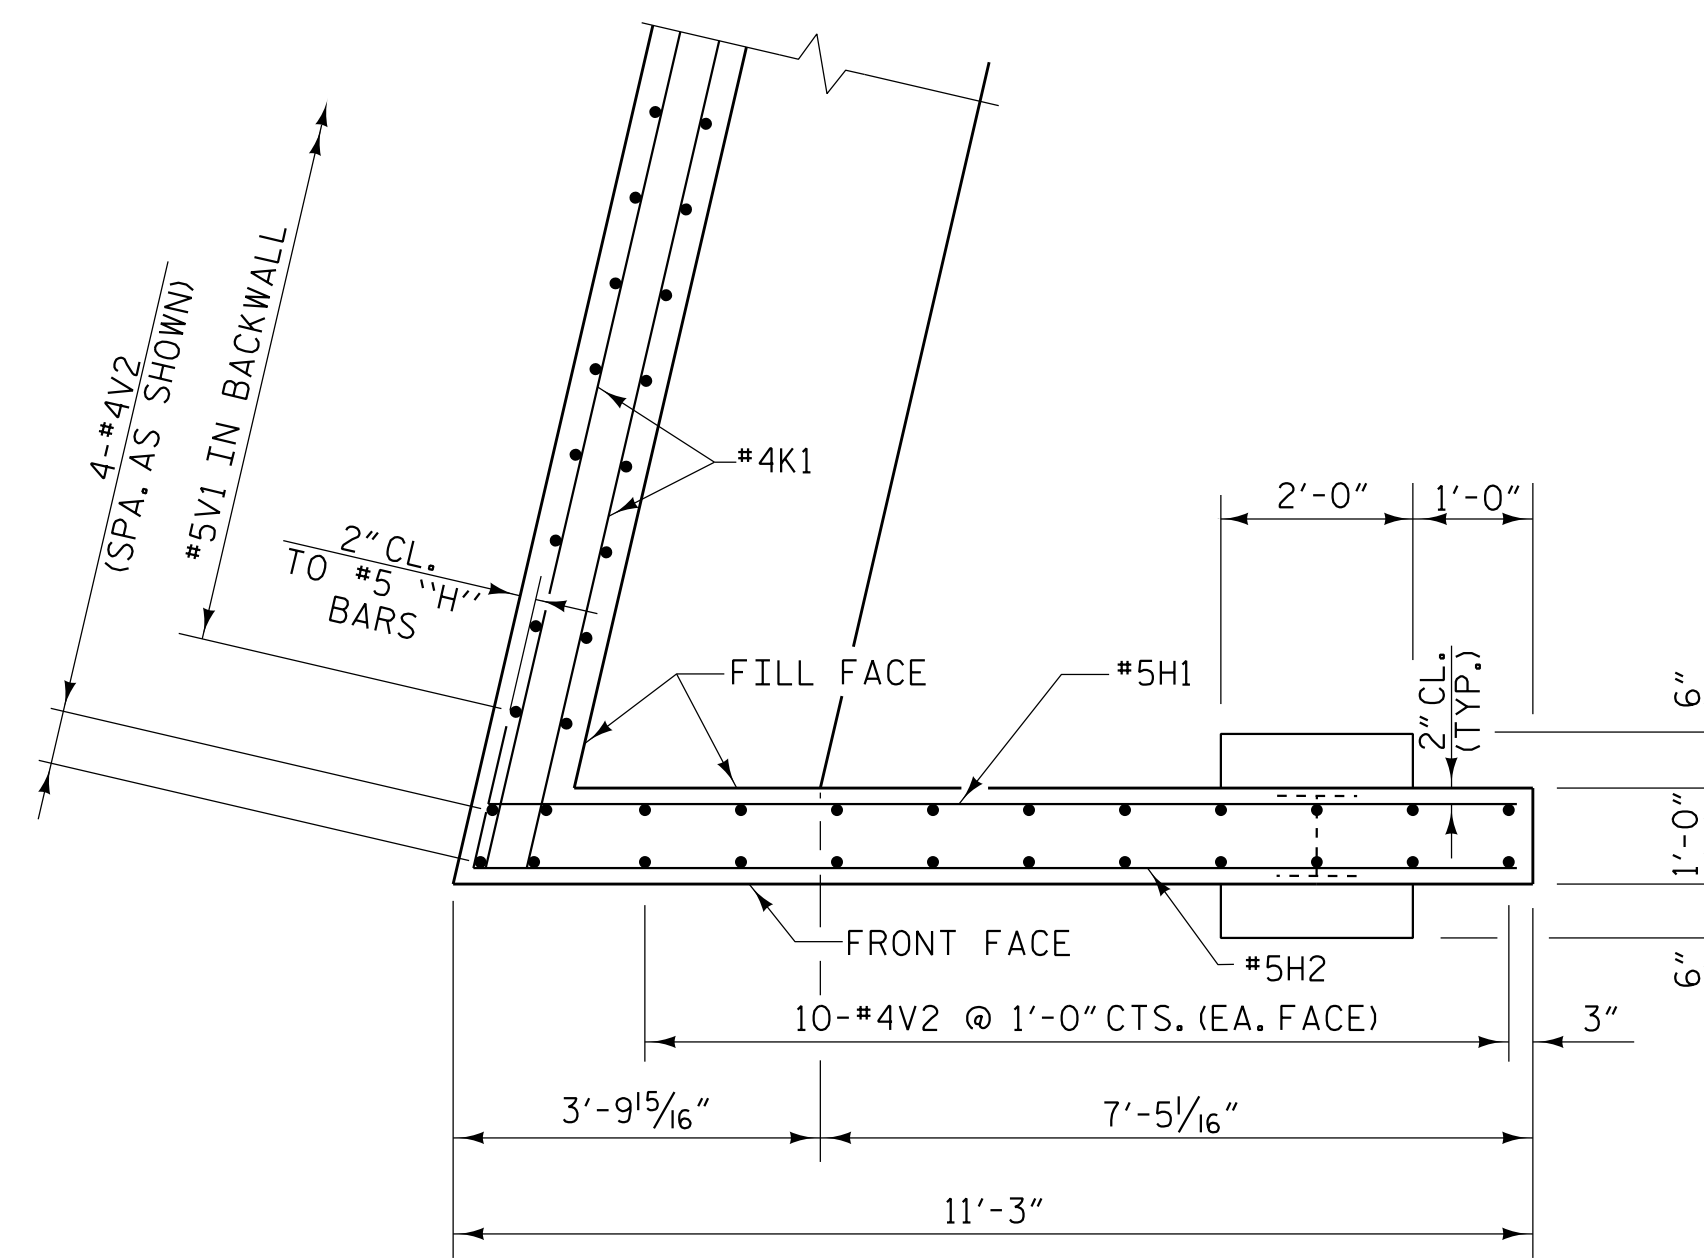 4-#4V2
(SPA. AS SHOWN)
#5V1 IN BACKWALL
2" CL.
TO #5 "H"
BARS
#4K1
FILL FACE
#5H1
2'-0"
1'-0"
2" CL.
(TYP.)
6"
1'-0"
6"
FRONT FACE
#5H2
10-#4V2 @ 1'-0" CTS. (EA. FACE)
3"
3'-9 15/16"
7'-5 1/16"
11'-3"